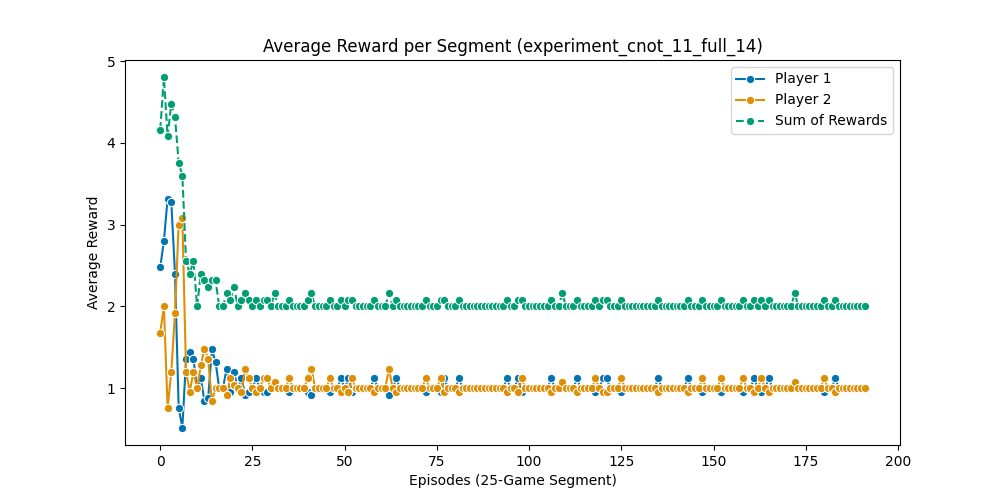 Average Reward per Segment (experiment_cnot_11_full_14)
5
4
3
2
1
Average Reward
Player 1
Player 2
Sum of Rewards
0 25 50 75 100 125 150 175 200
Episodes (25-Game Segment)